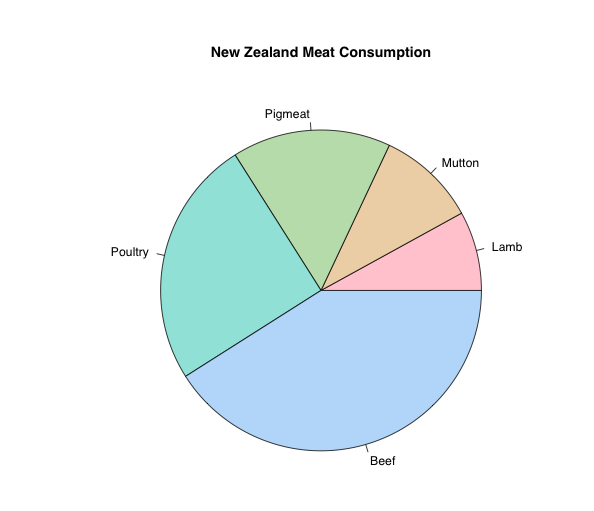 New Zealand Meat Consumption
Pigmeat
Mutton
Lamb
Poultry
Beef